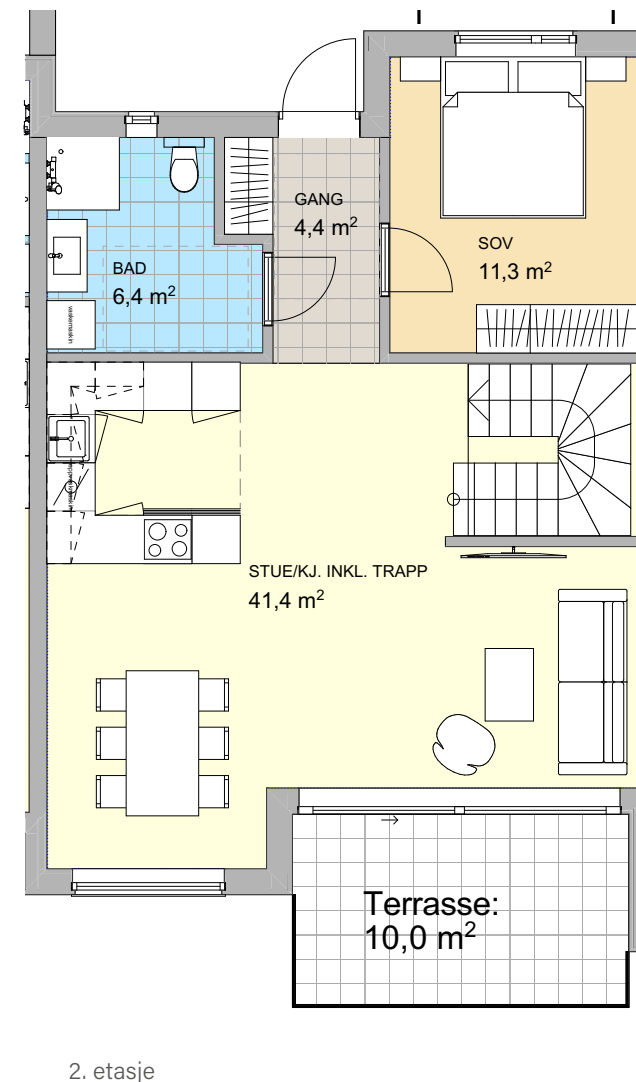 GANG
4,4 m²
SOV
11,3 m²
BAD
6,4 m²
vaskemaskin
STUE/KJ. INKL. TRAPP
41,4 m²
Terrasse:
10,0 m²
2. etasje